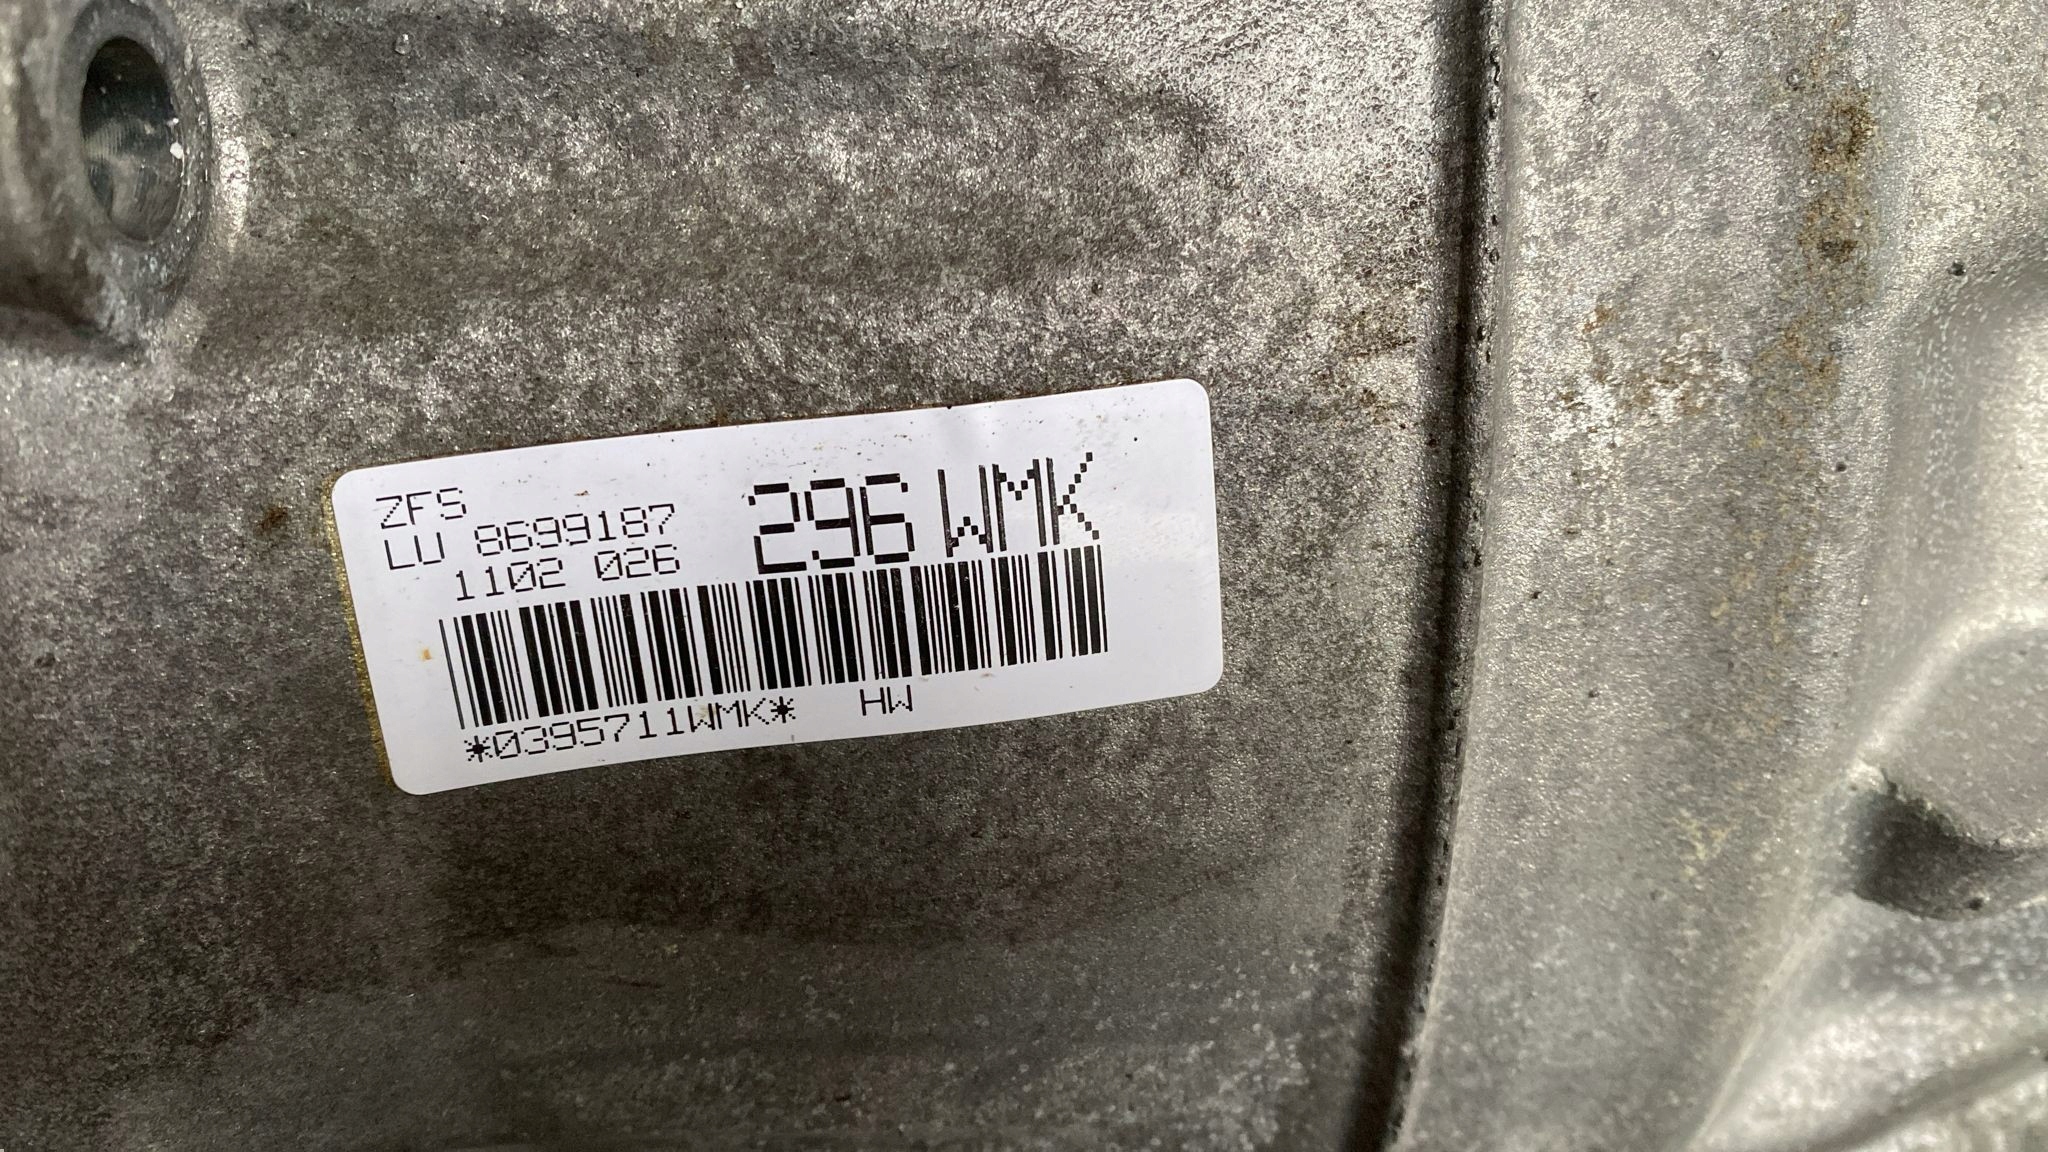 ZFS
LU 8699187
1102 026
296 WMK
*0395711WMK* HW